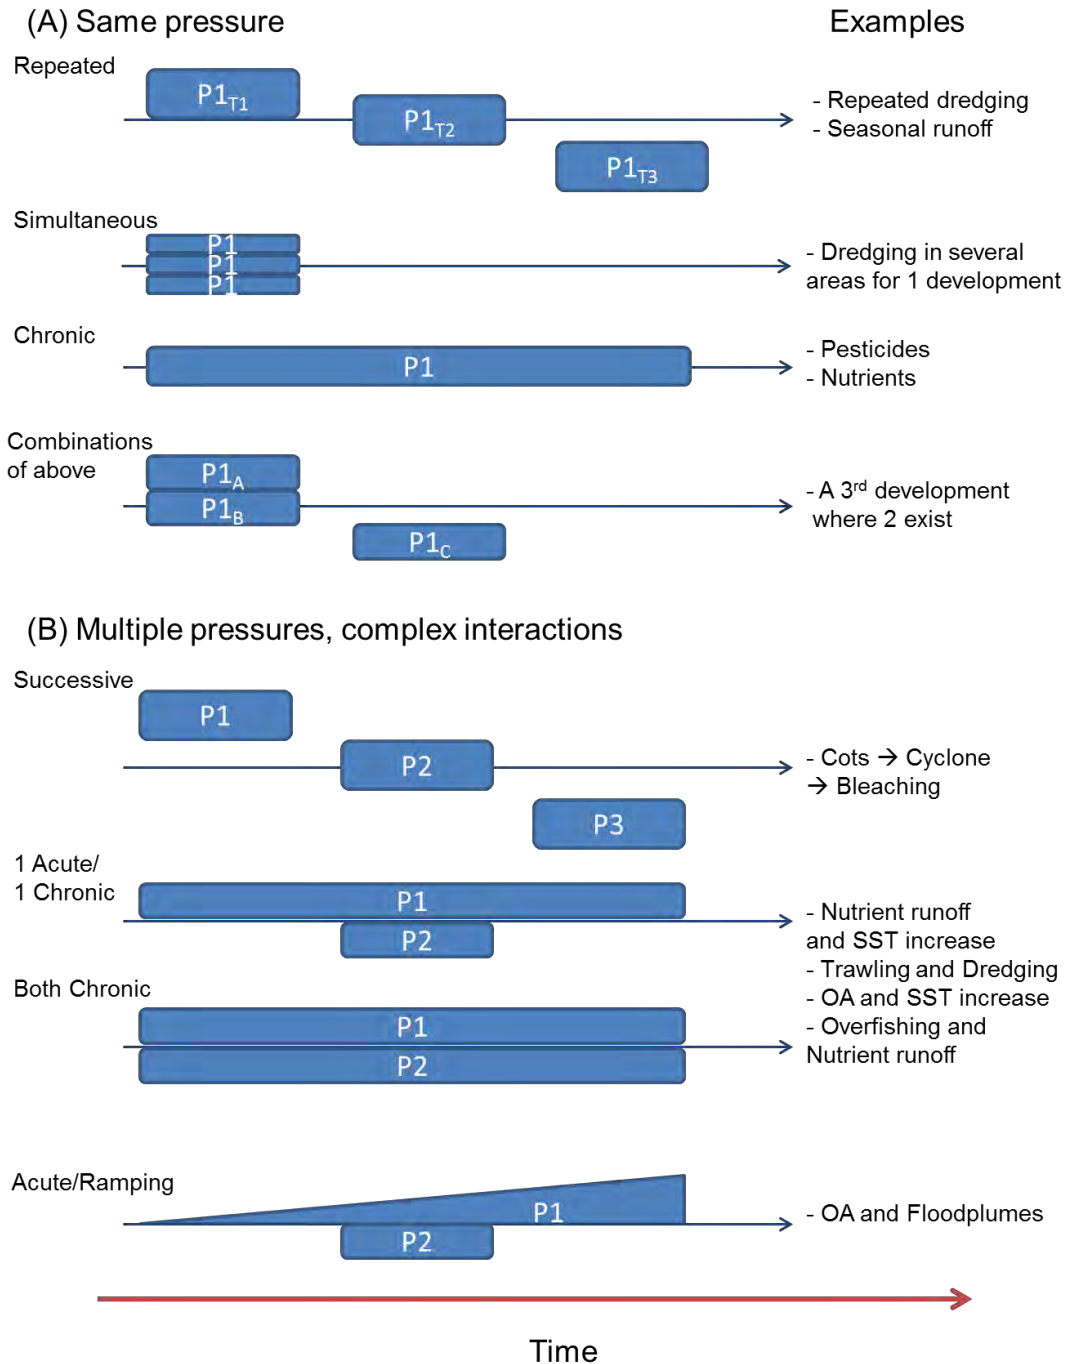 (A) Same pressure
Examples
Repeated
P1T1
P1T2
P1T3
- Repeated dredging
- Seasonal runoff
Simultaneous
P1
P1
P1
- Dredging in several
areas for 1 development
Chronic
P1
- Pesticides
- Nutrients
Combinations
of above
P1A
P1B
P1C
- A 3rd development
where 2 exist
(B) Multiple pressures, complex interactions
Successive
P1
P2
P3
- Cots → Cyclone
→ Bleaching
1 Acute/
1 Chronic
P1
P2
- Nutrient runoff
and SST increase
- Trawling and Dredging
- OA and SST increase
- Overfishing and
Nutrient runoff
Both Chronic
P1
P2
Acute/Ramping
P1
P2
- OA and Floodplumes
Time